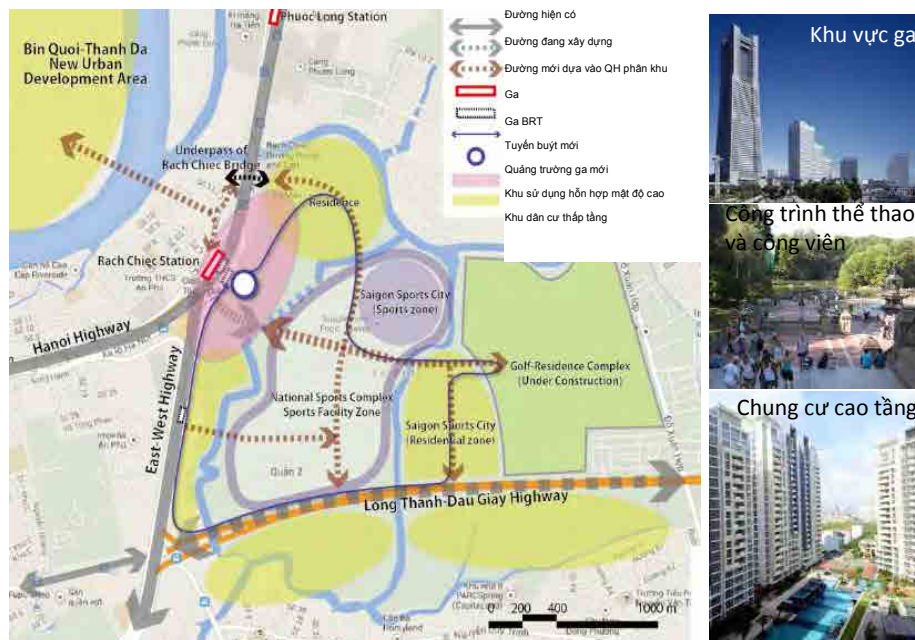 Phuoc Long Station
Bin Quoi-Thanh Da
New Urban
Development Area
Underpass of
Rach Chiec Bridge
Residence
Rach Chiec Station
Saigon Sports City
(Sports zone)
Hanoi Highway
Golf-Residence Complex
(Under Construction)
National Sports Complex
Sports Facility Zone
Saigon Sports City
(Residential zone)
East-West Highway
Quận 2
Long Thanh-Dau Giay Highway
0 200 400 1000 m
Đường hiện có
Đường đang xây dựng
Đường mới dựa vào QH phân khu
Ga
Ga BRT
Tuyến buýt mới
Quảng trường ga mới
Khu sử dụng hỗn hợp mật độ cao
Khu dân cư thấp tầng
Khu vực ga
Công trình thể thao
và công viên
Chung cư cao tầng